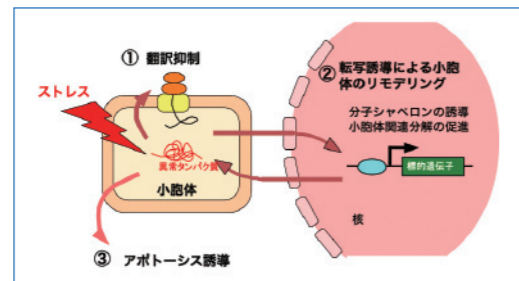 ① 翻訳抑制
ストレス
異常タンパク質
小胞体
③ アポトーシス誘導
② 転写誘導による小胞
体のリモデリング
分子シャペロンの誘導
小胞体関連分解の促進
標的遺伝子
核